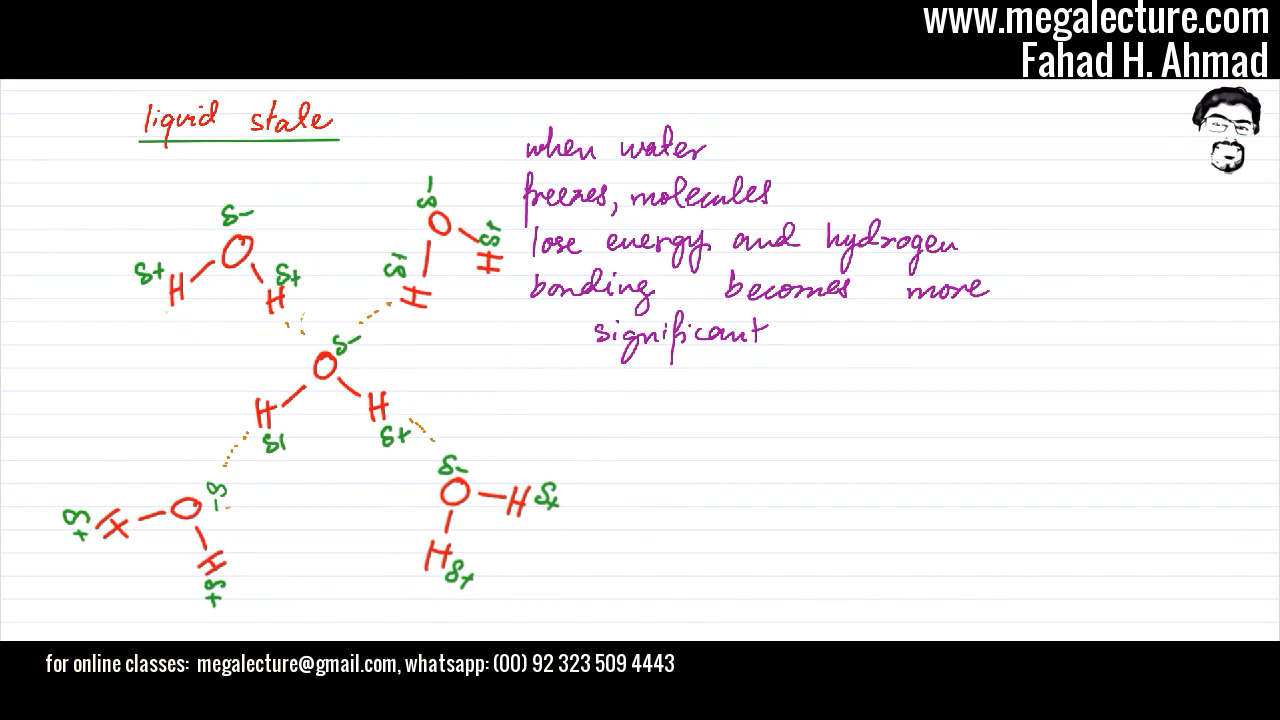 www.megalecture.com
Fahad H. Ahmad
liquid state
when water
freezes, molecules
lose energy and hydrogen
bonding becomes more
significant
δ-
O
δ+
H
δ+
H
δ-
O
δ+
H
δ+
H
δ-
O
H
δ+
H
δ+
δ-
O
δ+
H
H
δ+
δ-
O
H
δ+
H
δ+
for online classes: megalecture@gmail.com, whatsapp: (00) 92 323 509 4443